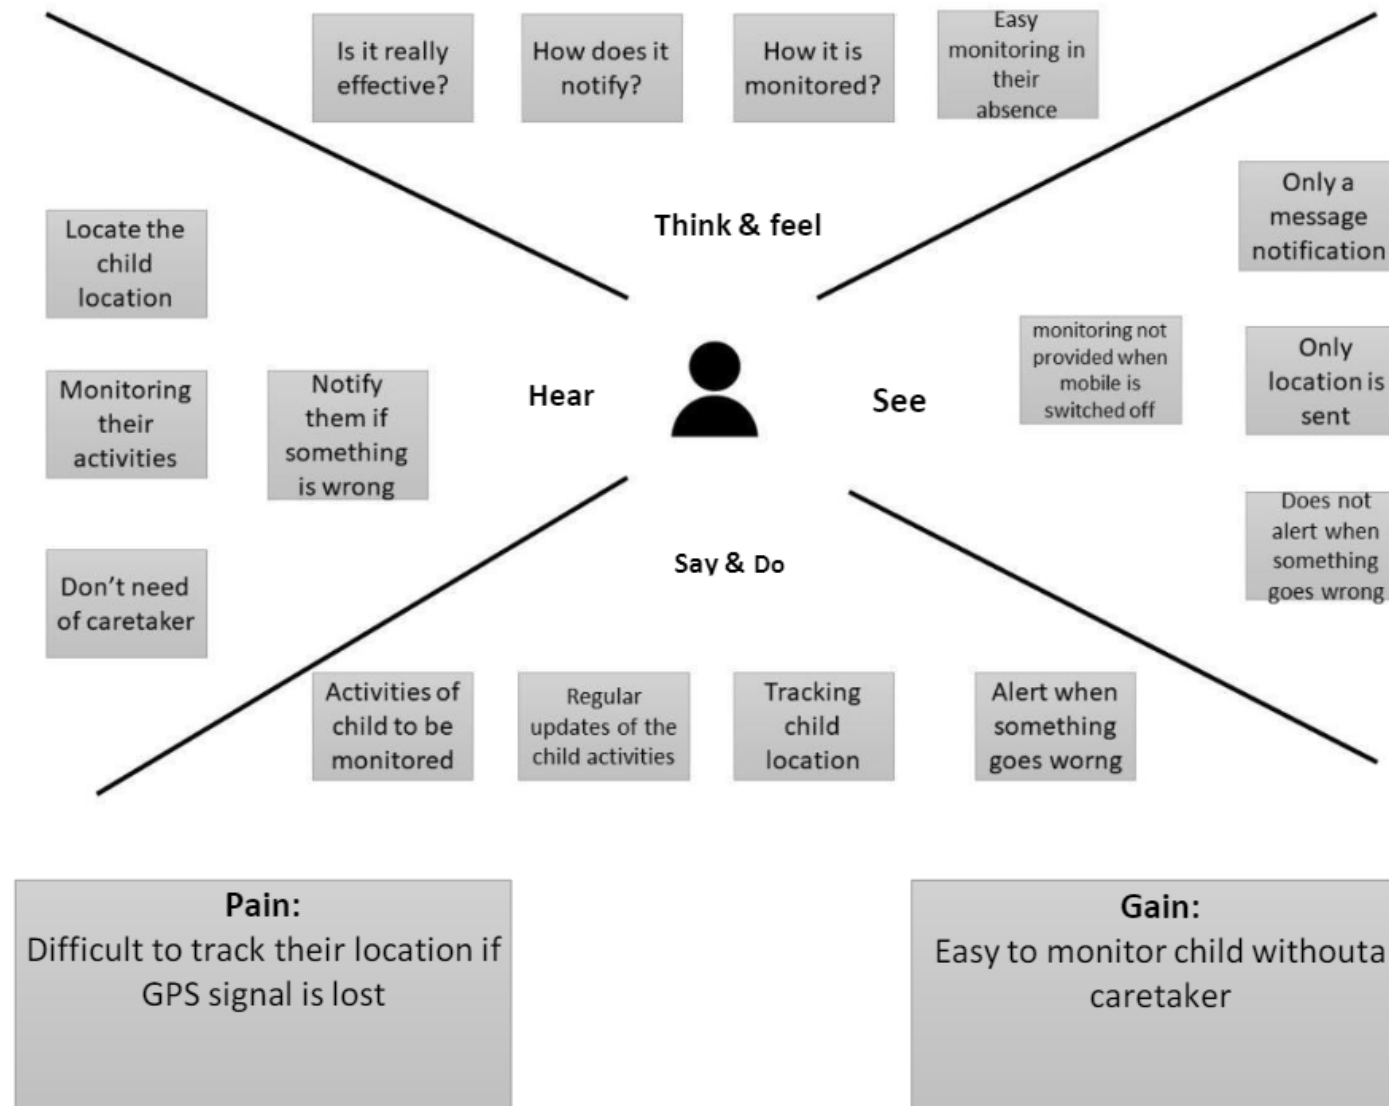 Is it really
effective?
How does it
notify?
How it is
monitored?
Easy
monitoring in
their
absence
Think & feel
Locate the
child
location
Monitoring
their
activities
Notify
them if
something
is wrong
Don't need
of caretaker
Hear
See
Only a
message
notification
monitoring not
provided when
mobile is
switched off
Only
location is
sent
Does not
alert when
something
goes wrong
Say & Do
Activities of
child to be
monitored
Regular
updates of the
child activities
Tracking
child
location
Alert when
something
goes worng
Pain:
Difficult to track their location if
GPS signal is lost
Gain:
Easy to monitor child withouta
caretaker